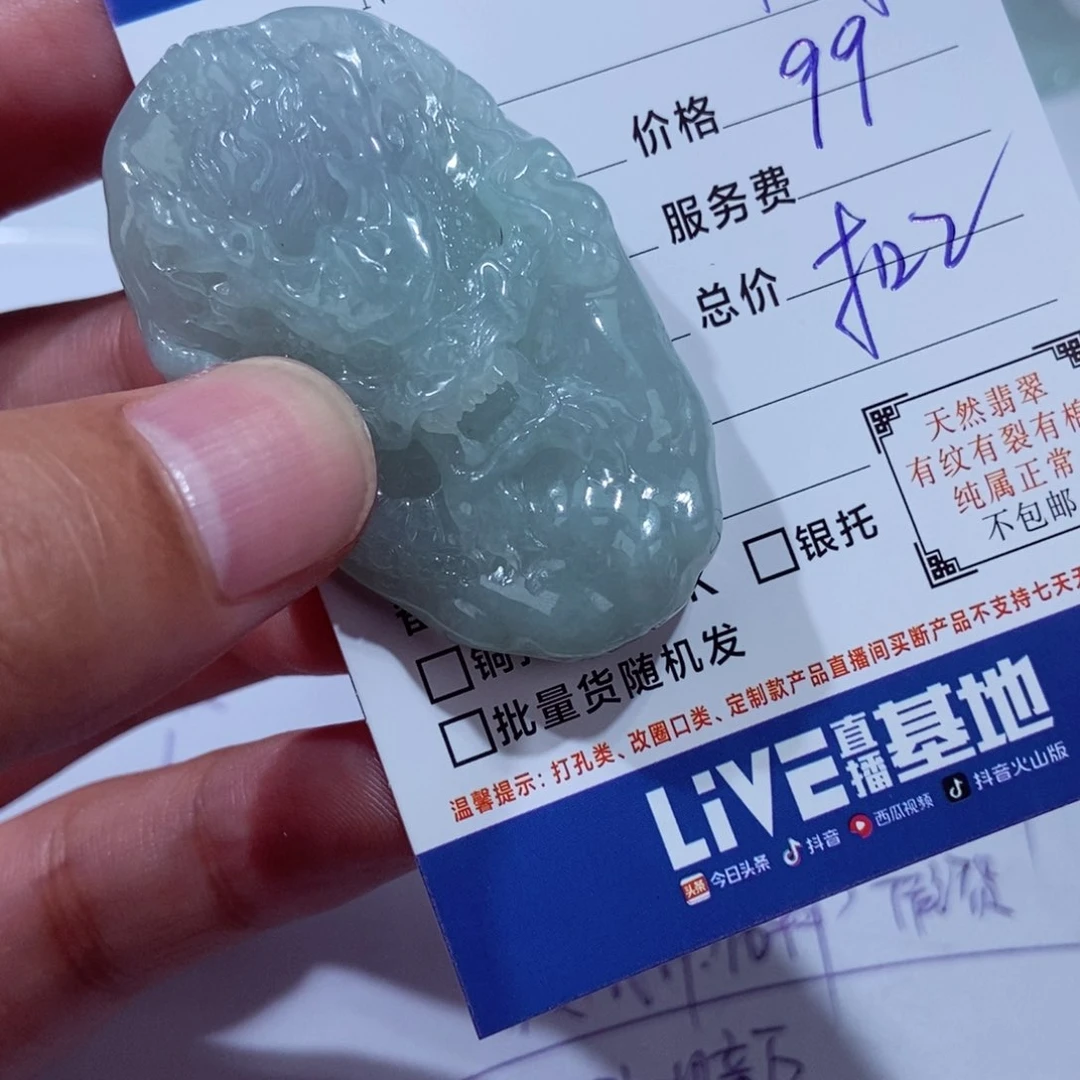 价格 99
服务费
总价 扣2
天然翡翠
有纹有裂有棉
纯属正常
不包邮
银托
批量货随机发
温馨提示：打孔类、改圈口类、定制款产品直播间买断产品不支持七天无
LiVE直播基地
头条 今日头条 抖音 西瓜视频 抖音火山版